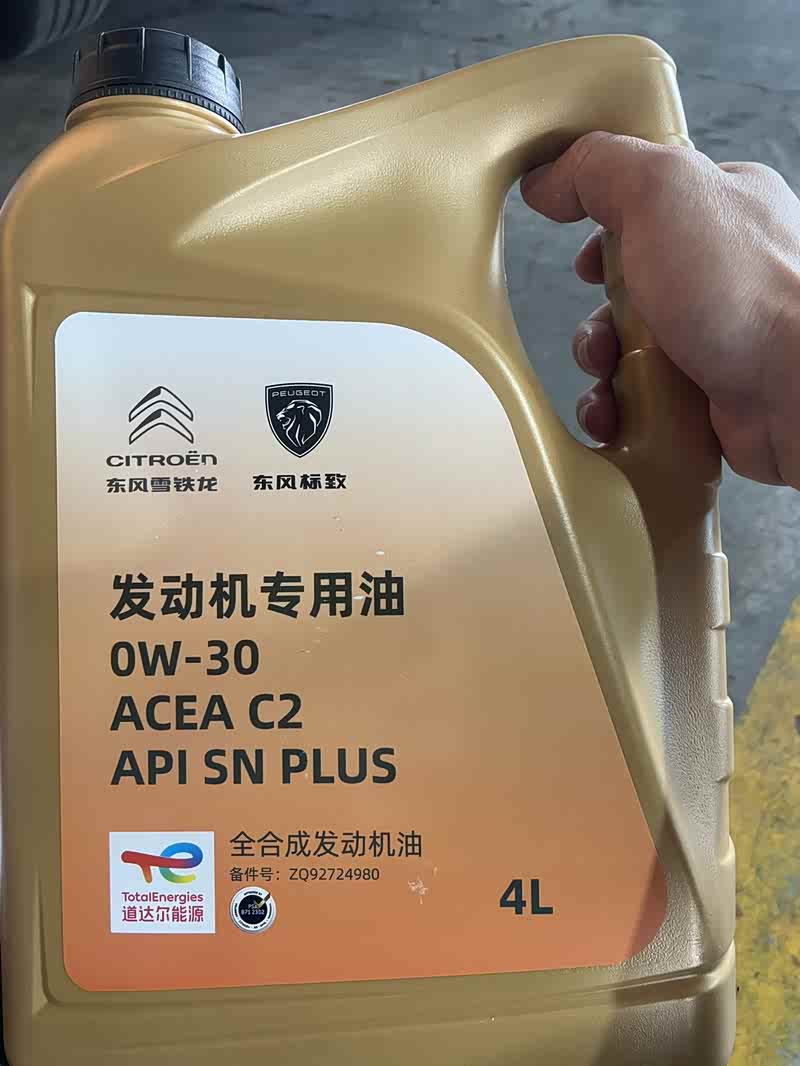 CITROËN
东风雪铁龙
PEUGEOT
东风标致
发动机专用油
0W-30
ACEA C2
API SN PLUS
TotalEnergies
道达尔能源
全合成发动机油
备件号：ZQ92724980
B71 2302
4L